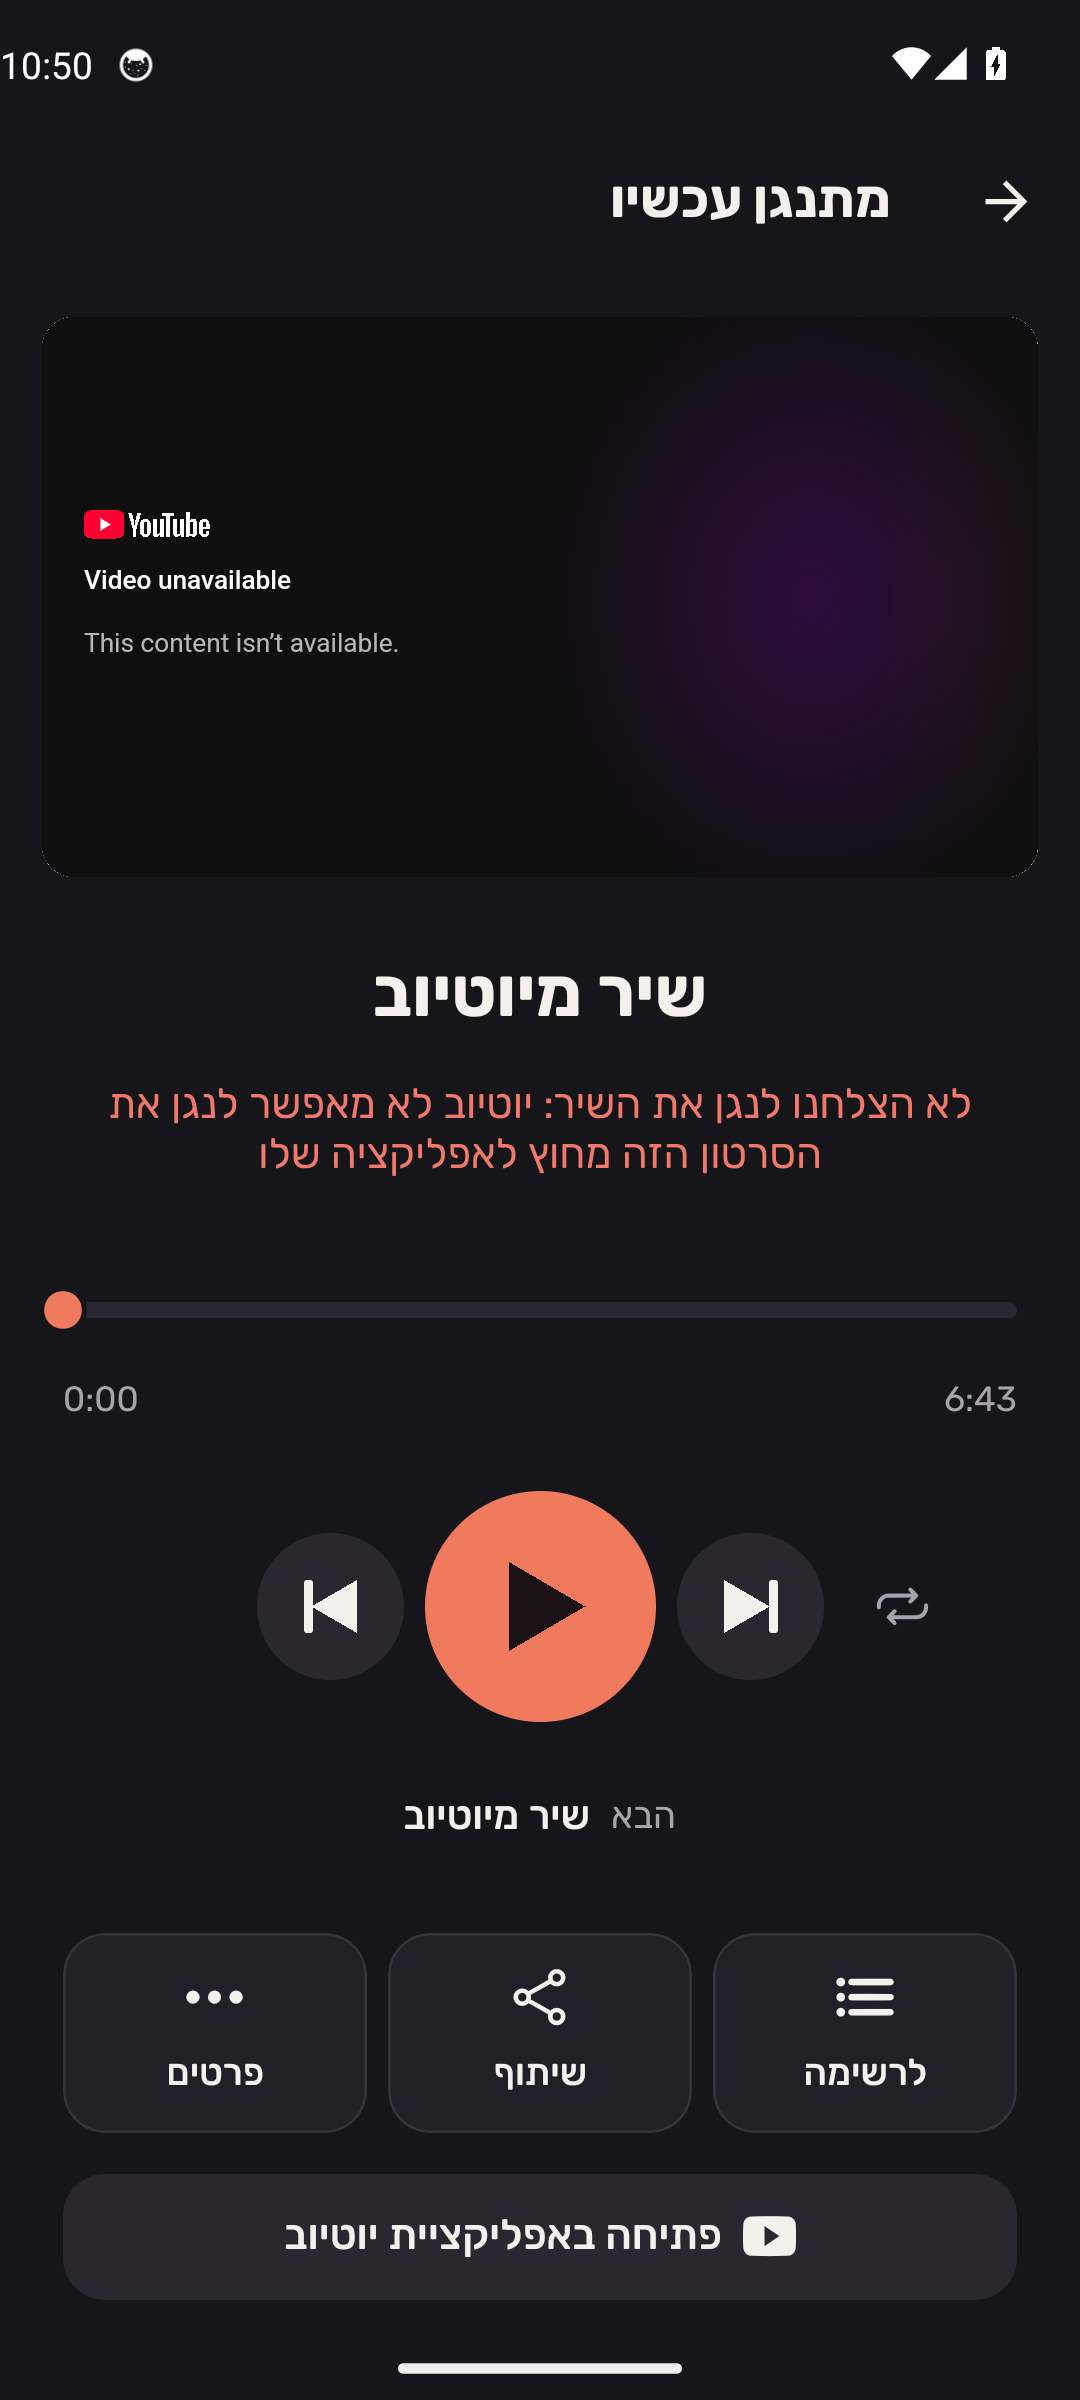 10:50
מתנגן עכשיו
YouTube
Video unavailable
This content isn’t available.
שיר מיוטיוב
לא הצלחנו לנגן את השיר: יוטיוב לא מאפשר לנגן את
הסרטון הזה מחוץ לאפליקציה שלו
0:00
6:43
הבא שיר מיוטיוב
לרשימה
שיתוף
פרטים
פתיחה באפליקציית יוטיוב